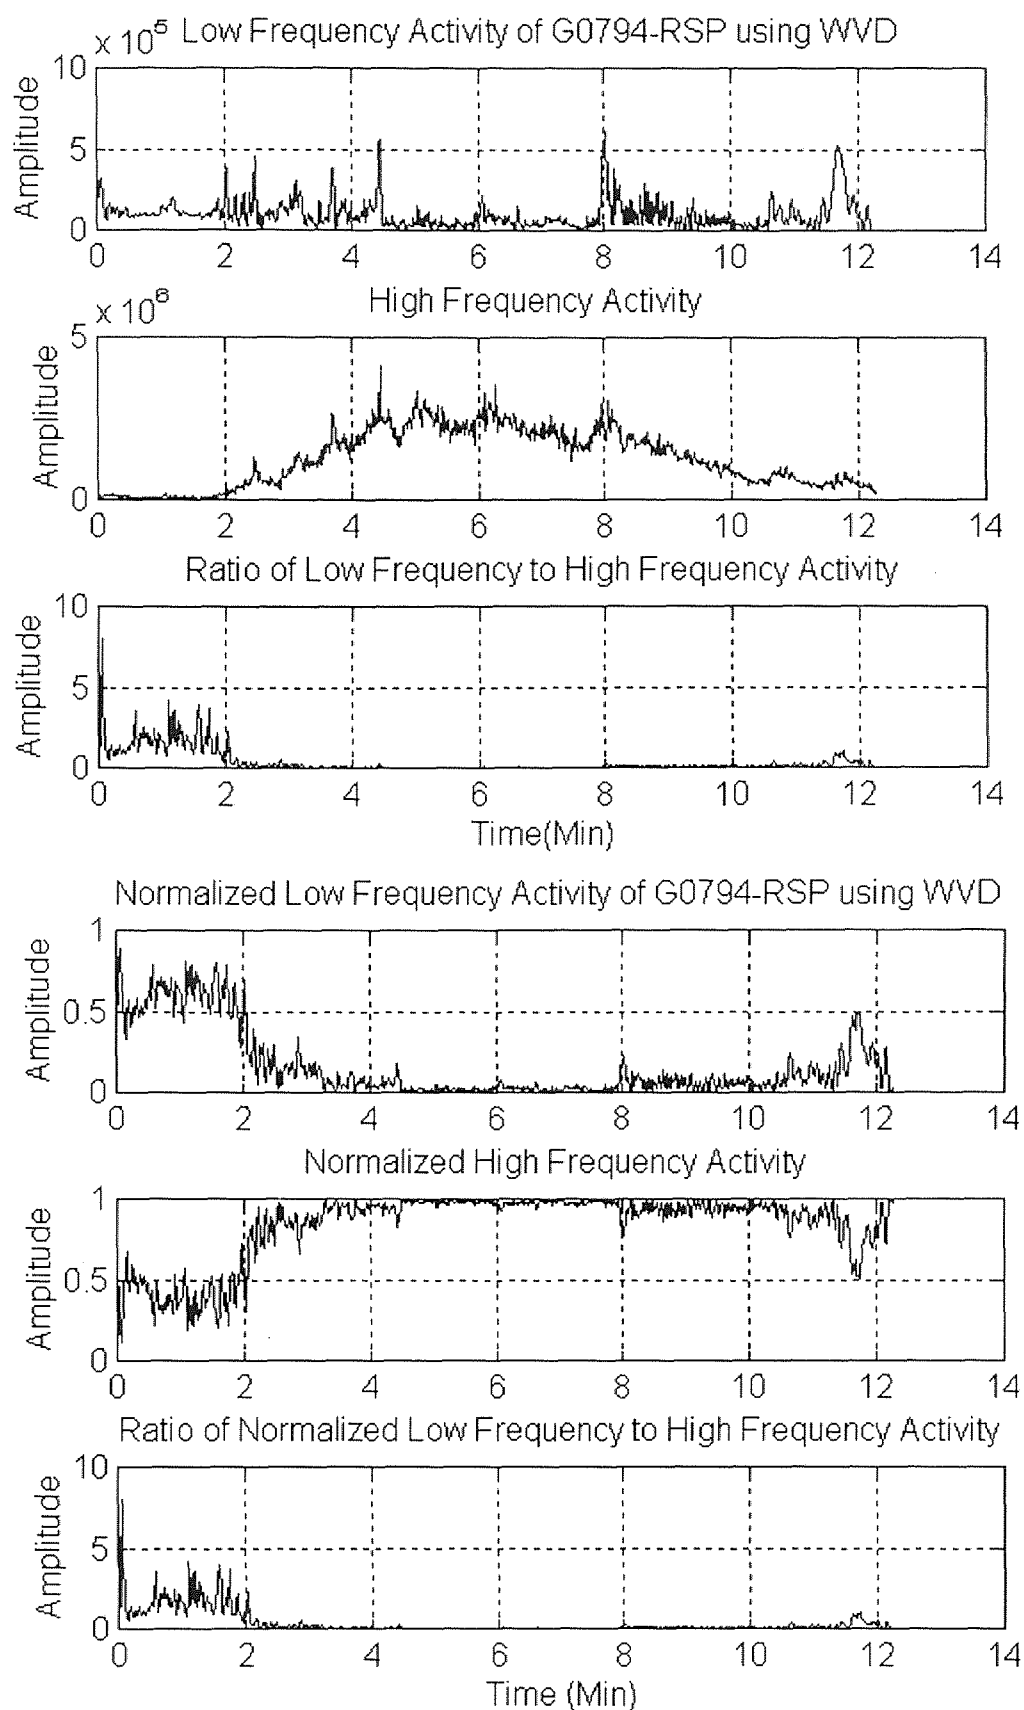 x 10^5 Low Frequency Activity of G0794-RSP using WVD
Amplitude
10
5
0
0 2 4 6 8 10 12 14
High Frequency Activity
x 10^6
Amplitude
5
0
0 2 4 6 8 10 12 14
Ratio of Low Frequency to High Frequency Activity
Amplitude
10
5
0
0 2 4 6 8 10 12 14
Time(Min)
Normalized Low Frequency Activity of G0794-RSP using WVD
Amplitude
1
0.5
0
0 2 4 6 8 10 12 14
Normalized High Frequency Activity
Amplitude
1
0.5
0
0 2 4 6 8 10 12 14
Ratio of Normalized Low Frequency to High Frequency Activity
Amplitude
10
5
0
0 2 4 6 8 10 12 14
Time (Min)